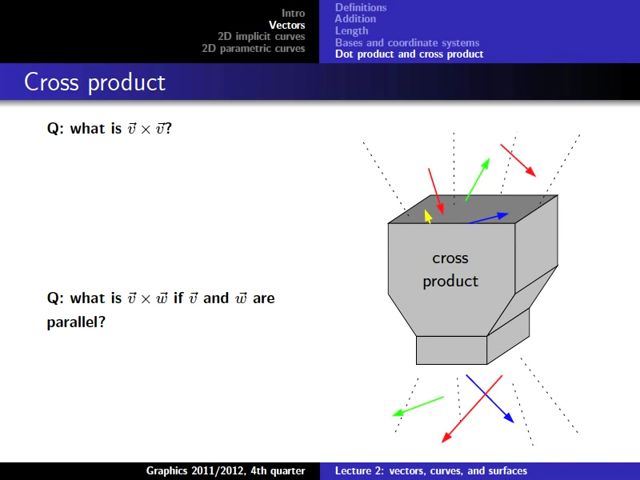 Intro
Vectors
2D implicit curves
2D parametric curves
Definitions
Addition
Length
Bases and coordinate systems
Dot product and cross product
Cross product
Q: what is v⃗ × v⃗?
Q: what is v⃗ × w⃗ if v⃗ and w⃗ are
parallel?
cross
product
Graphics 2011/2012, 4th quarter
Lecture 2: vectors, curves, and surfaces